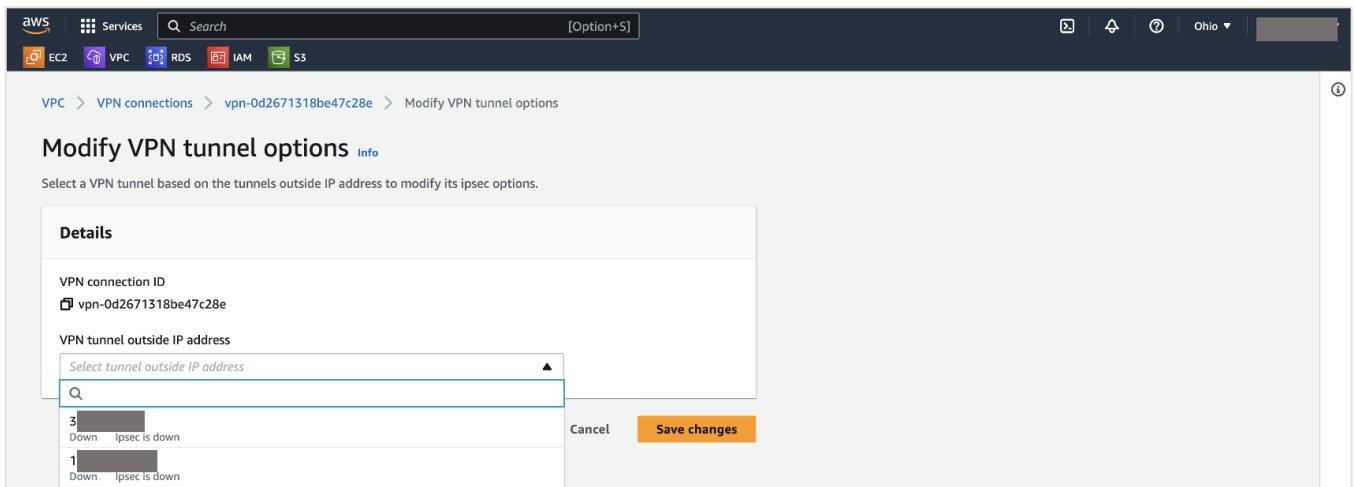 aws Services Search [Option+S] Ohio
EC2 VPC RDS IAM S3
VPC VPN connections vpn-0d2671318be47c28e Modify VPN tunnel options
Modify VPN tunnel options Info
Select a VPN tunnel based on the tunnels outside IP address to modify its ipsec options.
Details
VPN connection ID
vpn-0d2671318be47c28e
VPN tunnel outside IP address
Select tunnel outside IP address
3
Down Ipsec is down
1
Down Ipsec is down
Cancel Save changes